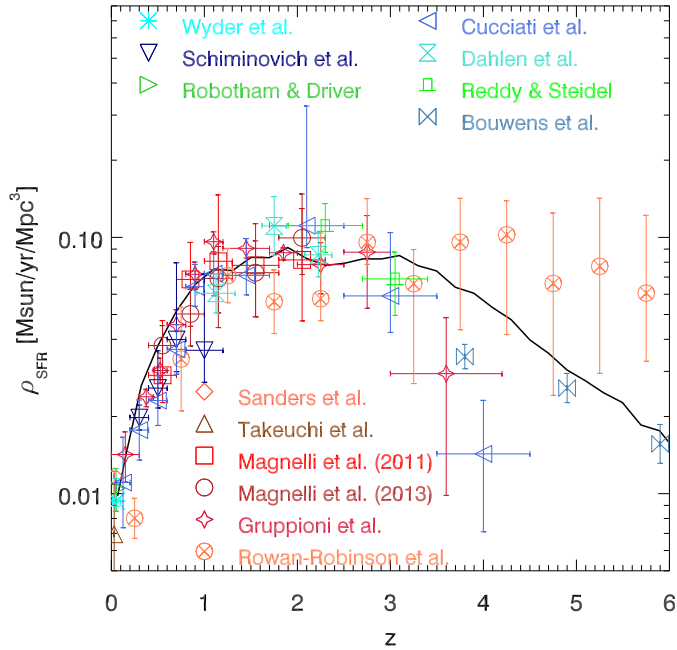 Wyder et al.
Schiminovich et al.
Robotham & Driver
Cucciati et al.
Dahlen et al.
Reddy & Steidel
Bouwens et al.
0.10
0.01
ρSFR [Msun/yr/Mpc³]
Sanders et al.
Takeuchi et al.
Magnelli et al. (2011)
Magnelli et al. (2013)
Gruppioni et al.
Rowan-Robinson et al.
0 1 2 3 4 5 6
z